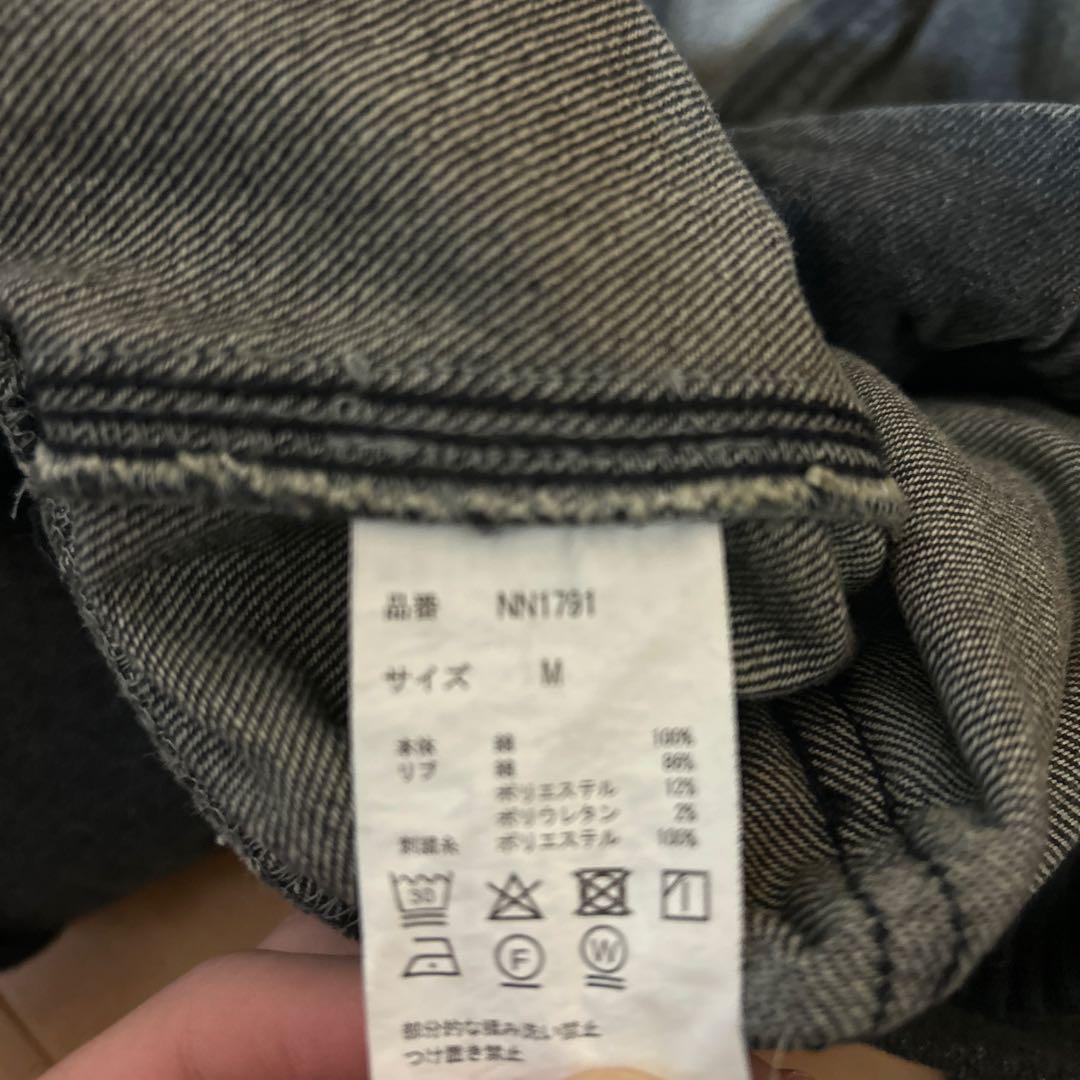 品番 NN1791
サイズ M
本体 綿 100%
リブ 綿 86%
ポリエステル 12%
ポリウレタン 2%
刺繍糸 ポリエステル 100%
30
F W
部分的な揉み洗い禁止
つけ置き禁止